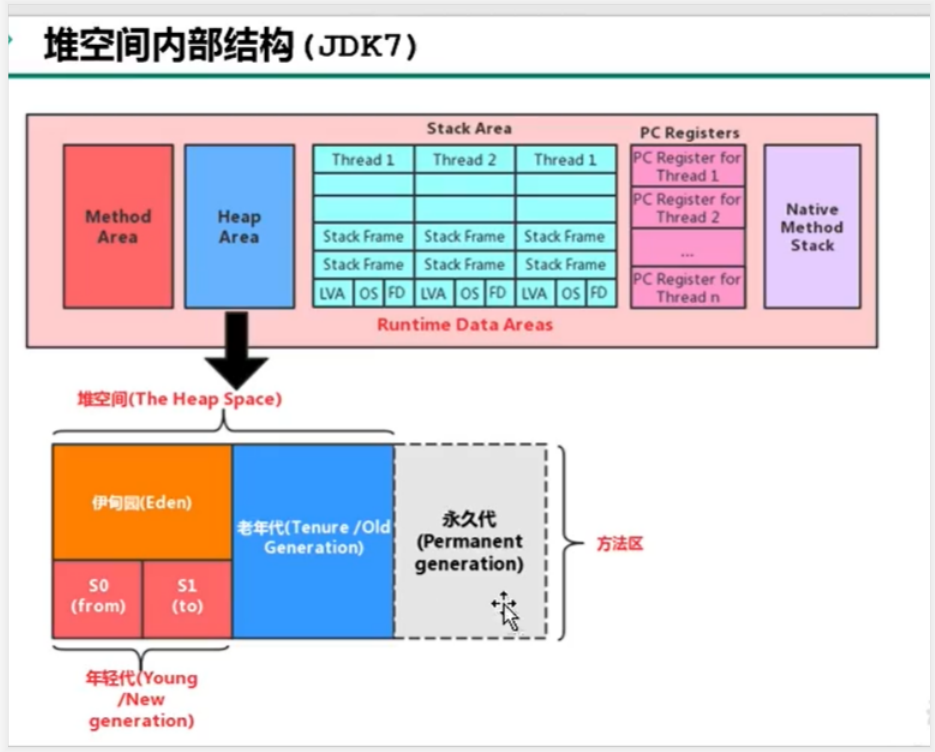 堆空间内部结构(JDK7)
Stack Area
PC Registers
Method
Area
Heap
Area
Thread 1
Thread 2
Thread 1
Stack Frame
Stack Frame
Stack Frame
Stack Frame
Stack Frame
Stack Frame
LVA
OS
FD
LVA
OS
FD
LVA
OS
FD
PC Register for
Thread 1
PC Register for
Thread 2
...
PC Register for
Thread n
Native
Method
Stack
Runtime Data Areas
堆空间(The Heap Space)
伊甸园(Eden)
S0
(from)
S1
(to)
老年代(Tenure /Old
Generation)
永久代
(Permanent
generation)
方法区
年轻代(Young
/New
generation)